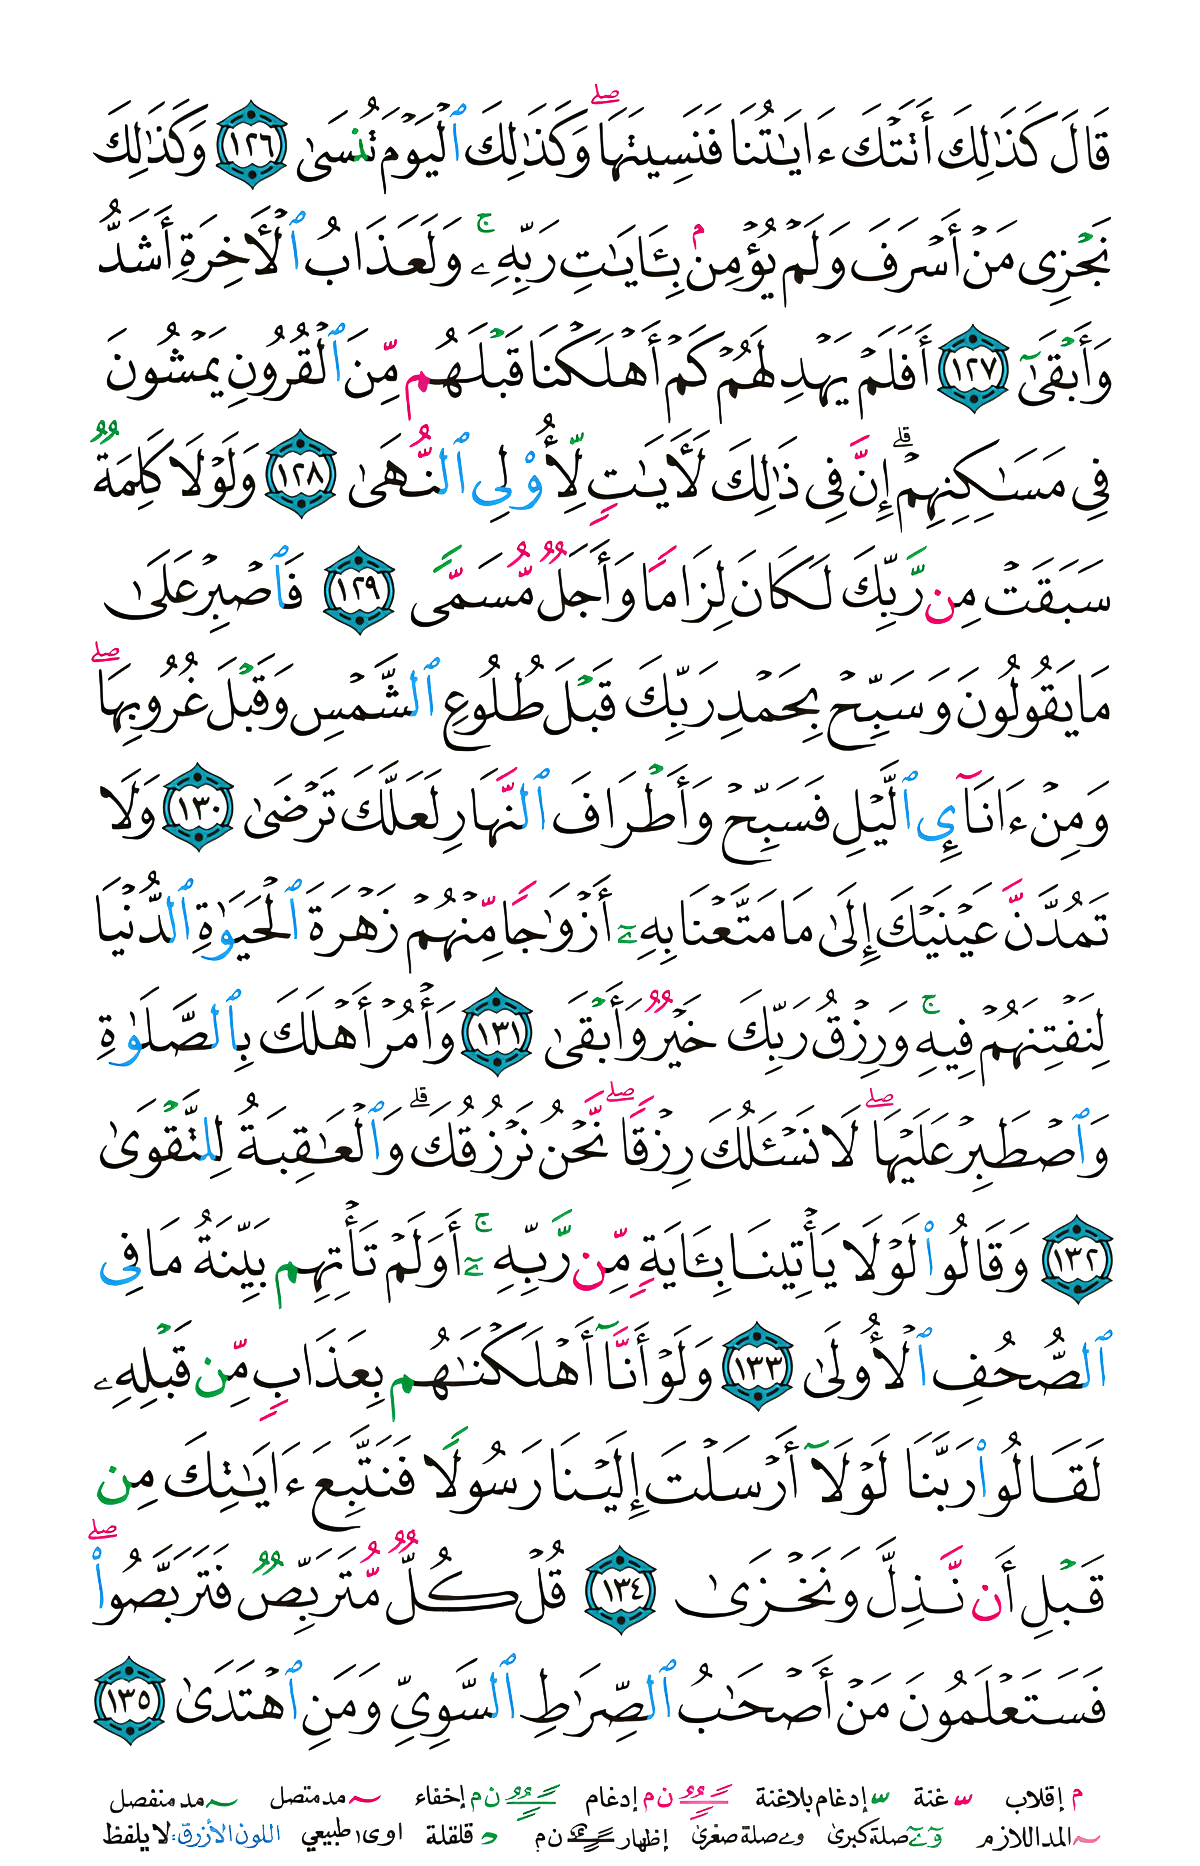 قَالَ كَذَٰلِكَ أَتَتْكَ ءَايَٰتُنَا فَنَسِيتَهَا ۖ وَكَذَٰلِكَ ٱلْيَوْمَ تُنسَىٰ ١٢٦ وَكَذَٰلِكَ
نَجْزِى مَنْ أَسْرَفَ وَلَمْ يُؤْمِنۢ بِـَٔايَٰتِ رَبِّهِۦ ۚ وَلَعَذَابُ ٱلْـَٔاخِرَةِ أَشَدُّ
وَأَبْقَىٰٓ ١٢٧ أَفَلَمْ يَهْدِ لَهُمْ كَمْ أَهْلَكْنَا قَبْلَهُم مِّنَ ٱلْقُرُونِ يَمْشُونَ
فِى مَسَٰكِنِهِمْ ۗ إِنَّ فِى ذَٰلِكَ لَـَٔايَٰتٍ لِّأُو۟لِى ٱلنُّهَىٰ ١٢٨ وَلَوْلَا كَلِمَةٌ
سَبَقَتْ مِن رَّبِّكَ لَكَانَ لِزَامًا وَأَجَلٌ مُّسَمًّى ١٢٩ فَٱصْبِرْ عَلَىٰ
مَا يَقُولُونَ وَسَبِّحْ بِحَمْدِ رَبِّكَ قَبْلَ طُلُوعِ ٱلشَّمْسِ وَقَبْلَ غُرُوبِهَا ۖ
وَمِنْ ءَانَآئِ ٱلَّيْلِ فَسَبِّحْ وَأَطْرَافَ ٱلنَّهَارِ لَعَلَّكَ تَرْضَىٰ ١٣٠ وَلَا
تَمُدَّنَّ عَيْنَيْكَ إِلَىٰ مَا مَتَّعْنَا بِهِۦٓ أَزْوَٰجًا مِّنْهُمْ زَهْرَةَ ٱلْحَيَوٰةِ ٱلدُّنْيَا
لِنَفْتِنَهُمْ فِيهِ ۚ وَرِزْقُ رَبِّكَ خَيْرٌ وَأَبْقَىٰ ١٣١ وَأْمُرْ أَهْلَكَ بِٱلصَّلَوٰةِ
وَٱصْطَبِرْ عَلَيْهَا ۖ لَا نَسْـَٔلُكَ رِزْقًا ۖ نَّحْنُ نَرْزُقُكَ ۗ وَٱلْعَٰقِبَةُ لِلتَّقْوَىٰ
١٣٢ وَقَالُوا۟ لَوْلَا يَأْتِينَا بِـَٔايَةٍ مِّن رَّبِّهِۦٓ ۚ أَوَلَمْ تَأْتِهِم بَيِّنَةُ مَا فِى
ٱلصُّحُفِ ٱلْأُولَىٰ ١٣٣ وَلَوْ أَنَّآ أَهْلَكْنَٰهُم بِعَذَابٍ مِّن قَبْلِهِۦ
لَقَالُوا۟ رَبَّنَا لَوْلَآ أَرْسَلْتَ إِلَيْنَا رَسُولًا فَنَتَّبِعَ ءَايَٰتِكَ مِن
قَبْلِ أَن نَّذِلَّ وَنَخْزَىٰ ١٣٤ قُلْ كُلٌّ مُّتَرَبِّصٌ فَتَرَبَّصُوا۟ ۖ
فَسَتَعْلَمُونَ مَنْ أَصْحَٰبُ ٱلصِّرَٰطِ ٱلسَّوِىِّ وَمَنِ ٱهْتَدَىٰ ١٣٥
م إقلاب غنة إدغام بلاغنة ن م إدغام ن م إخفاء مد متصل مد منفصل
المد اللازم صلة كبرى و ے صلة صغرى إظهار ن م قلقلة اوى ا طبيعي اللون الأزرق: لا يلفظ